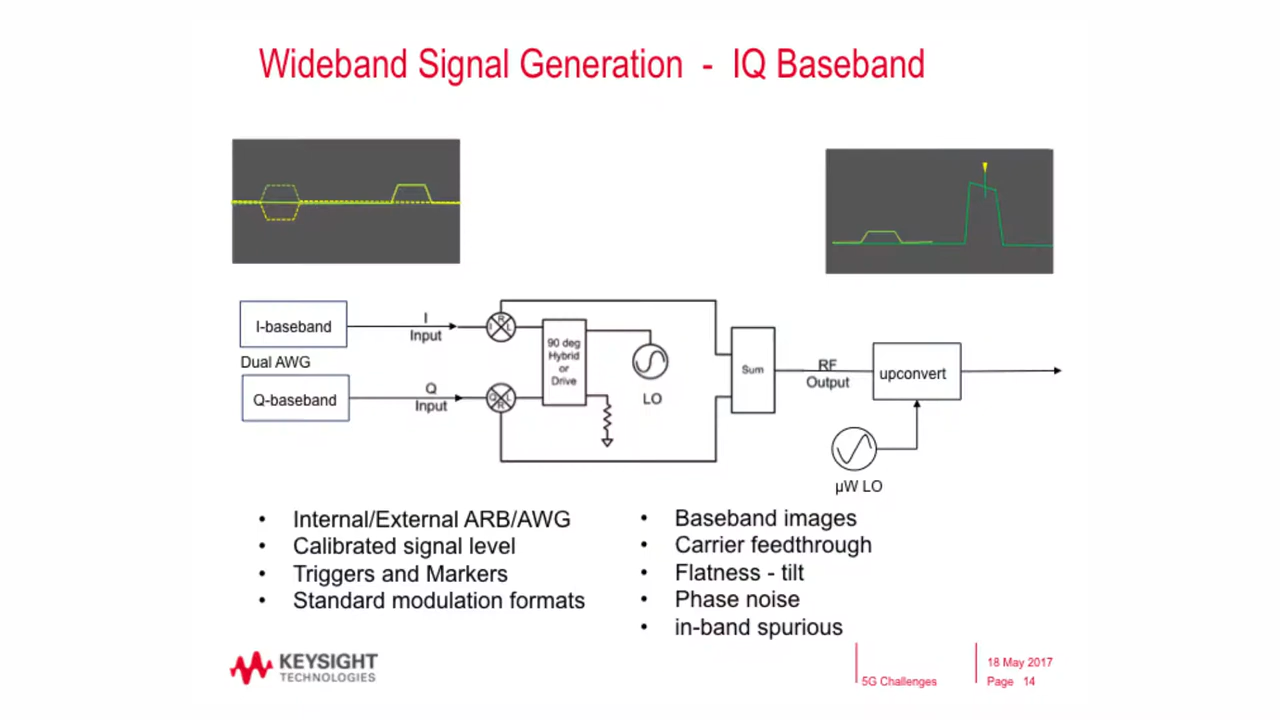 Wideband Signal Generation - IQ Baseband
I-baseband
I
Input
Dual AWG
Q-baseband
Q
Input
I R L
Q R L
90 deg
Hybrid
or
Drive
LO
Sum
RF
Output
upconvert
µW LO
• Internal/External ARB/AWG
• Calibrated signal level
• Triggers and Markers
• Standard modulation formats
• Baseband images
• Carrier feedthrough
• Flatness - tilt
• Phase noise
• in-band spurious
KEYSIGHT
TECHNOLOGIES
5G Challenges
18 May 2017
Page 14